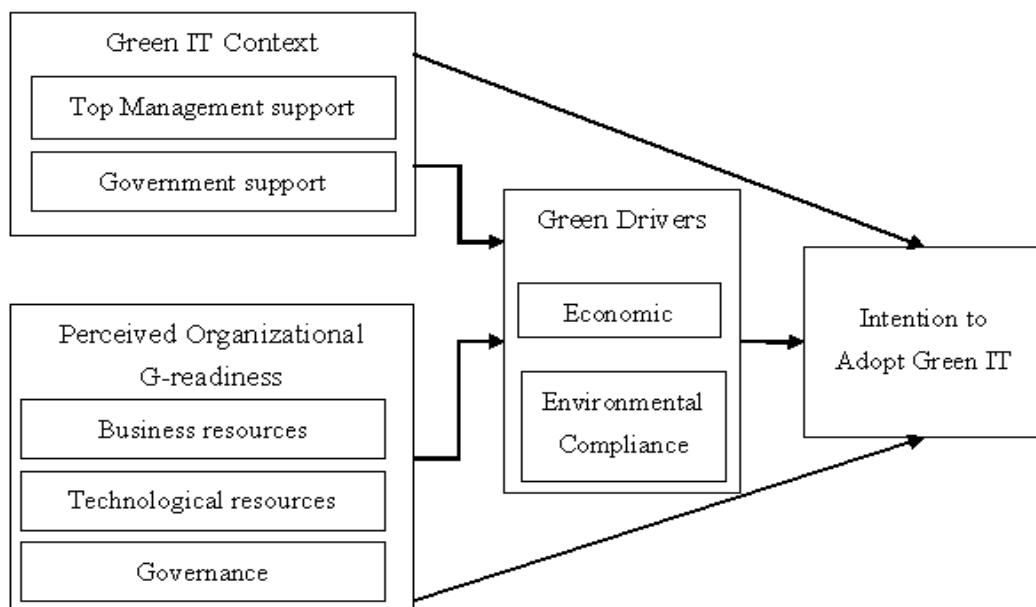 Green IT Context
Top Management support
Government support
Perceived Organizational
G-readiness
Business resources
Technological resources
Governance
Green Drivers
Economic
Environmental
Compliance
Intention to
Adopt Green IT